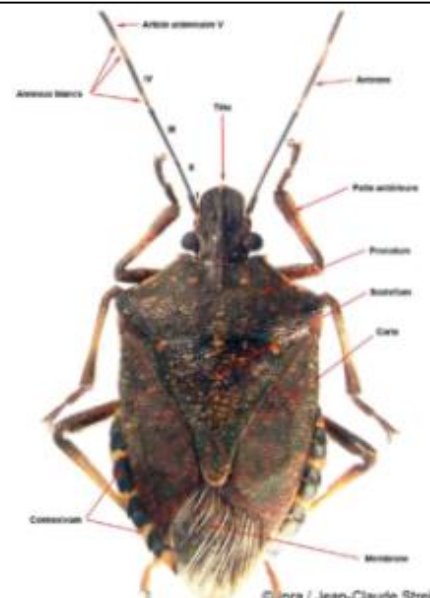 Article antennaire V
Antenne
Anneaux blancs
IV
Tête
III
II
I
Patte antérieure
Pronotum
Scutellum
Corie
Connexivum
Membrane
© Inra / Jean-Claude Strei